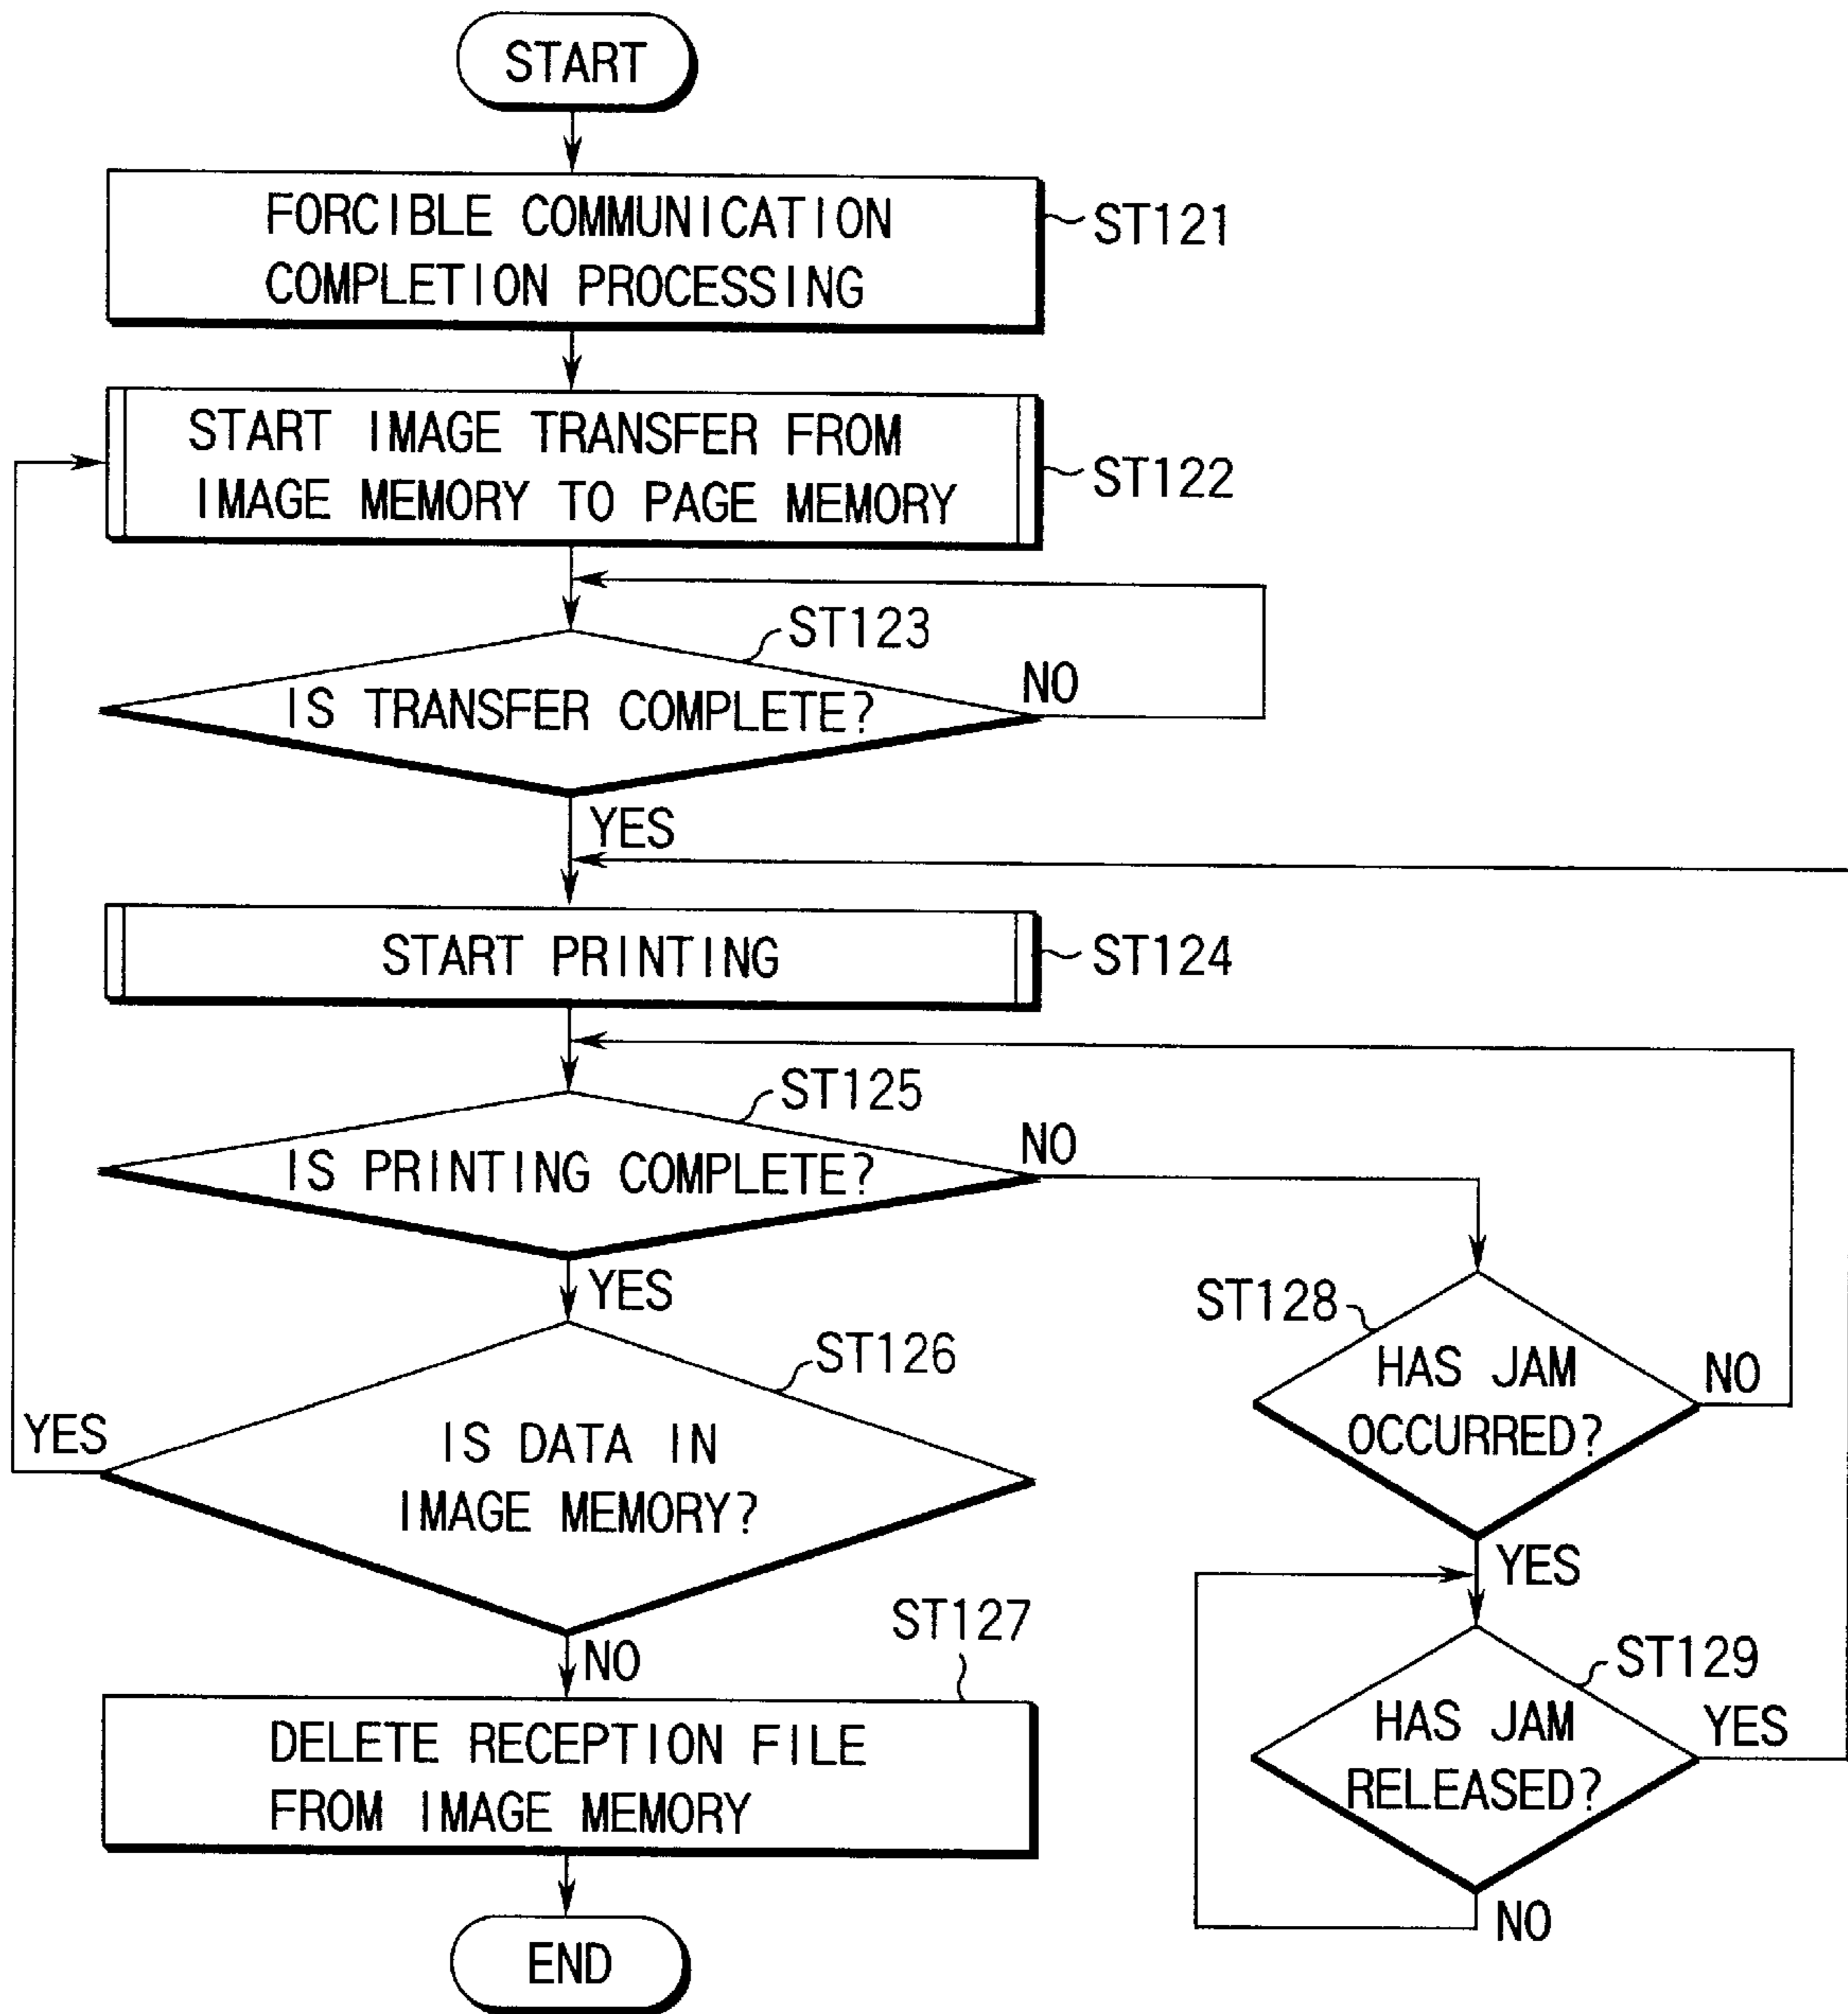 START
FORCIBLE COMMUNICATION
COMPLETION PROCESSING
ST121
START IMAGE TRANSFER FROM
IMAGE MEMORY TO PAGE MEMORY
ST122
ST123
IS TRANSFER COMPLETE?
NO
YES
START PRINTING
ST124
ST125
IS PRINTING COMPLETE?
NO
YES
ST126
IS DATA IN
IMAGE MEMORY?
YES
NO
ST127
DELETE RECEPTION FILE
FROM IMAGE MEMORY
END
ST128
HAS JAM
OCCURRED?
NO
YES
ST129
HAS JAM
RELEASED?
YES
NO